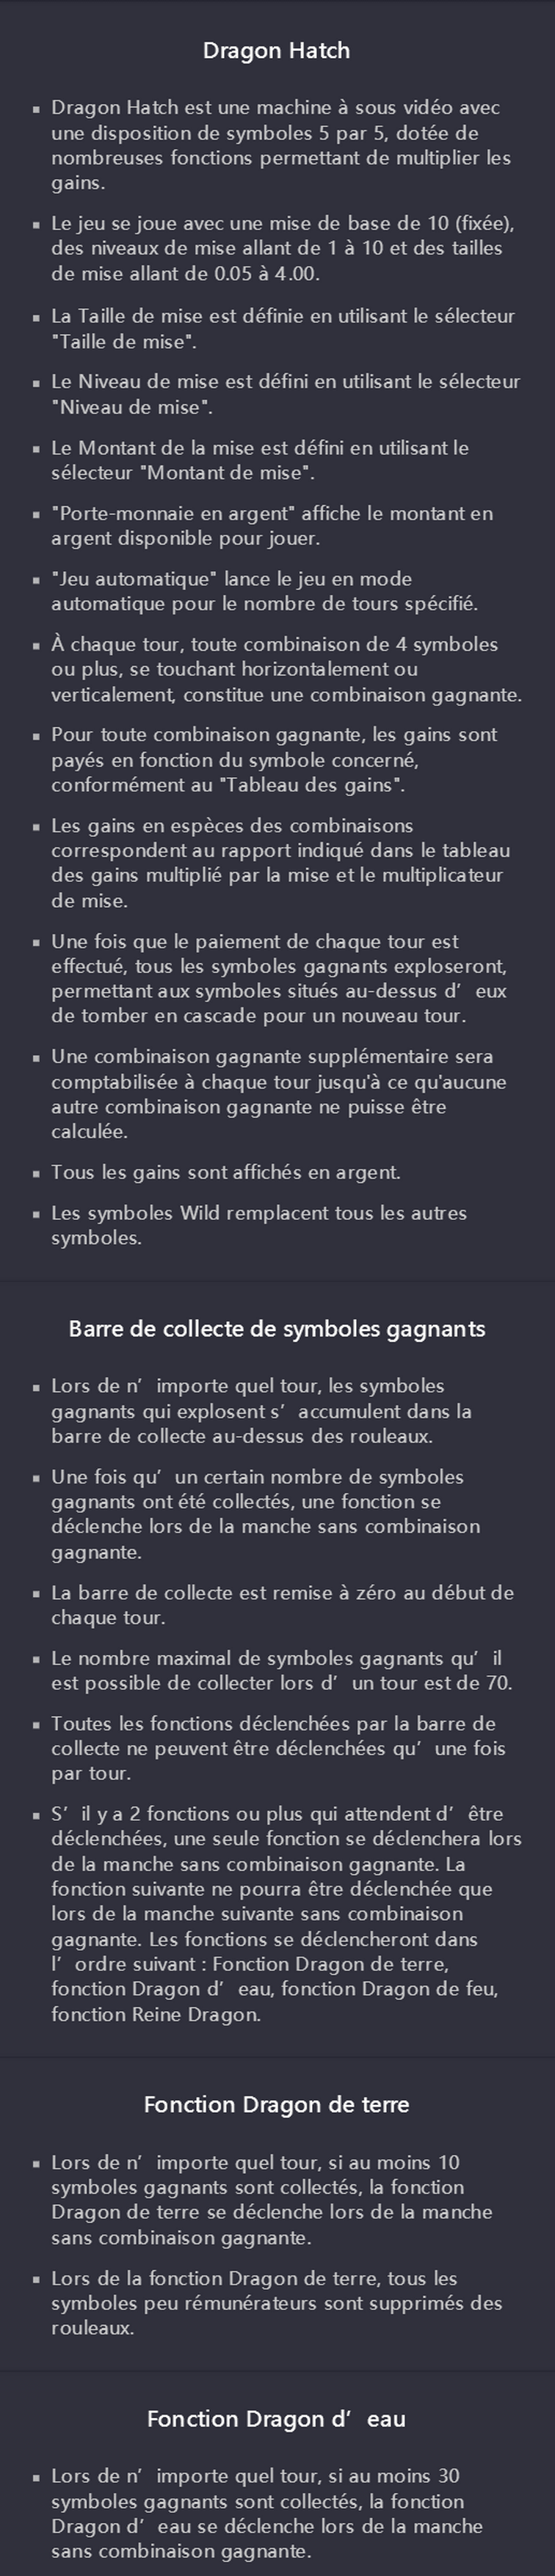 Dragon Hatch
▪ Dragon Hatch est une machine à sous vidéo avec
une disposition de symboles 5 par 5, dotée de
nombreuses fonctions permettant de multiplier les
gains.
▪ Le jeu se joue avec une mise de base de 10 (fixée),
des niveaux de mise allant de 1 à 10 et des tailles
de mise allant de 0.05 à 4.00.
▪ La Taille de mise est définie en utilisant le sélecteur
"Taille de mise".
▪ Le Niveau de mise est défini en utilisant le sélecteur
"Niveau de mise".
▪ Le Montant de la mise est défini en utilisant le
sélecteur "Montant de mise".
▪ "Porte-monnaie en argent" affiche le montant en
argent disponible pour jouer.
▪ "Jeu automatique" lance le jeu en mode
automatique pour le nombre de tours spécifié.
▪ À chaque tour, toute combinaison de 4 symboles
ou plus, se touchant horizontalement ou
verticalement, constitue une combinaison gagnante.
▪ Pour toute combinaison gagnante, les gains sont
payés en fonction du symbole concerné,
conformément au "Tableau des gains".
▪ Les gains en espèces des combinaisons
correspondent au rapport indiqué dans le tableau
des gains multiplié par la mise et le multiplicateur
de mise.
▪ Une fois que le paiement de chaque tour est
effectué, tous les symboles gagnants exploseront,
permettant aux symboles situés au-dessus d’ eux
de tomber en cascade pour un nouveau tour.
▪ Une combinaison gagnante supplémentaire sera
comptabilisée à chaque tour jusqu'à ce qu'aucune
autre combinaison gagnante ne puisse être
calculée.
▪ Tous les gains sont affichés en argent.
▪ Les symboles Wild remplacent tous les autres
symboles.
Barre de collecte de symboles gagnants
▪ Lors de n’ importe quel tour, les symboles
gagnants qui explosent s’ accumulent dans la
barre de collecte au-dessus des rouleaux.
▪ Une fois qu’ un certain nombre de symboles
gagnants ont été collectés, une fonction se
déclenche lors de la manche sans combinaison
gagnante.
▪ La barre de collecte est remise à zéro au début de
chaque tour.
▪ Le nombre maximal de symboles gagnants qu’ il
est possible de collecter lors d’ un tour est de 70.
▪ Toutes les fonctions déclenchées par la barre de
collecte ne peuvent être déclenchées qu’ une fois
par tour.
▪ S’ il y a 2 fonctions ou plus qui attendent d’ être
déclenchées, une seule fonction se déclenchera lors
de la manche sans combinaison gagnante. La
fonction suivante ne pourra être déclenchée que
lors de la manche suivante sans combinaison
gagnante. Les fonctions se déclencheront dans
l’ ordre suivant : Fonction Dragon de terre,
fonction Dragon d’ eau, fonction Dragon de feu,
fonction Reine Dragon.
Fonction Dragon de terre
▪ Lors de n’ importe quel tour, si au moins 10
symboles gagnants sont collectés, la fonction
Dragon de terre se déclenche lors de la manche
sans combinaison gagnante.
▪ Lors de la fonction Dragon de terre, tous les
symboles peu rémunérateurs sont supprimés des
rouleaux.
Fonction Dragon d’ eau
▪ Lors de n’ importe quel tour, si au moins 30
symboles gagnants sont collectés, la fonction
Dragon d’ eau se déclenche lors de la manche
sans combinaison gagnante.